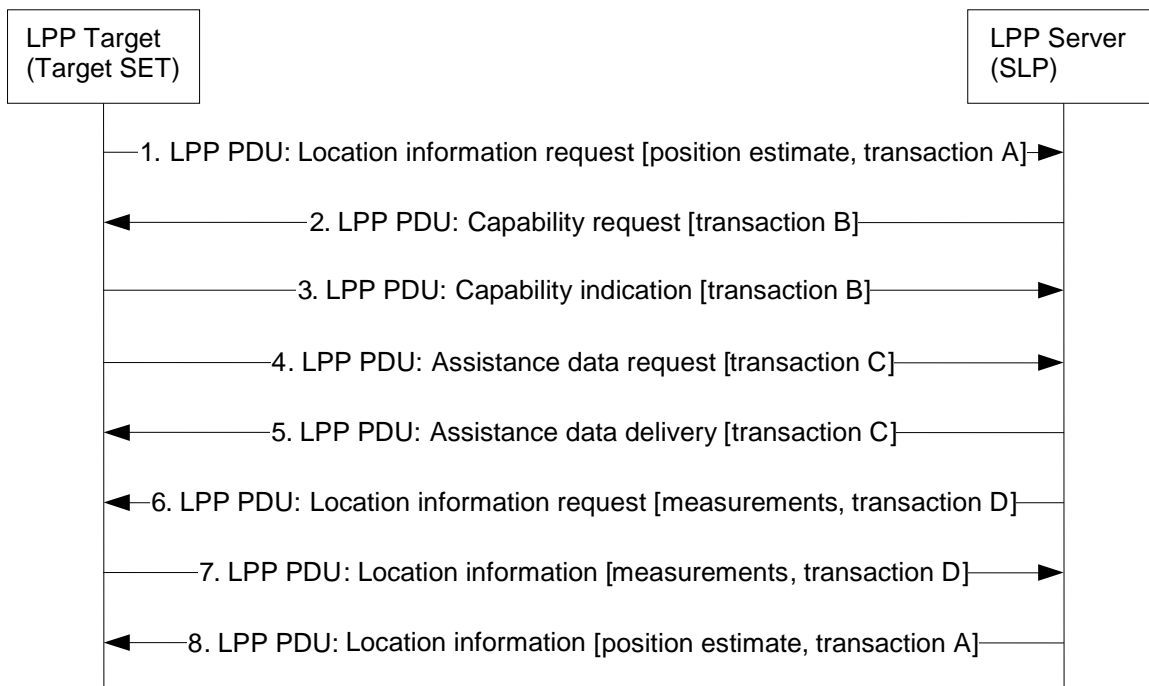 LPP Target
(Target SET)
LPP Server
(SLP)
1. LPP PDU: Location information request [position estimate, transaction A]
2. LPP PDU: Capability request [transaction B]
3. LPP PDU: Capability indication [transaction B]
4. LPP PDU: Assistance data request [transaction C]
5. LPP PDU: Assistance data delivery [transaction C]
6. LPP PDU: Location information request [measurements, transaction D]
7. LPP PDU: Location information [measurements, transaction D]
8. LPP PDU: Location information [position estimate, transaction A]